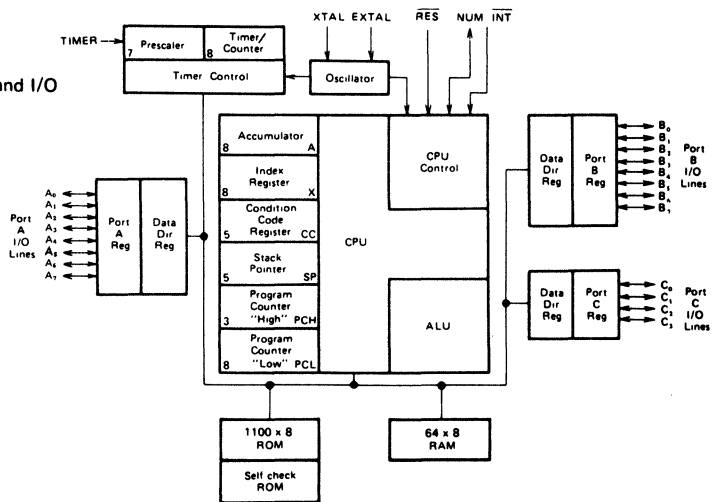 XTAL EXTAL RES NUM INT
TIMER
Prescaler
7
Timer/
Counter
8
Timer Control
Oscillator
and I/O
Accumulator
8 A
Index
Register
8 X
Condition
Code
Register
5 CC
Stack
Pointer
5 SP
Program
Counter
"High"
3 PCH
Program
Counter
"Low"
8 PCL
CPU
CPU
Control
ALU
Port
A
I/O
Lines
A0
A1
A2
A3
A4
A5
A6
A7
Port
A
Reg
Data
Dir
Reg
Data
Dir
Reg
Port
B
Reg
B0
B1
B2
B3
B4
B5
B6
B7
Port
B
I/O
Lines
Data
Dir
Reg
Port
C
Reg
C0
C1
C2
C3
Port
C
I/O
Lines
1100 x 8
ROM
Self check
ROM
64 x 8
RAM